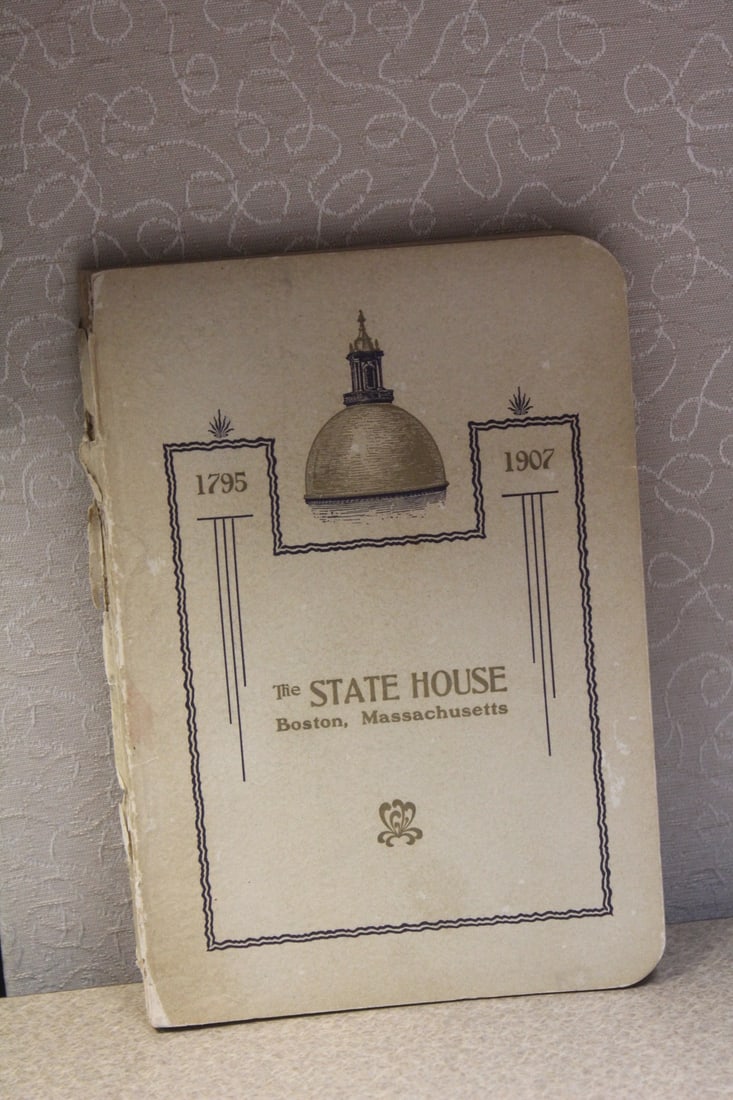 1795
1907
The STATE HOUSE
Boston, Massachusetts